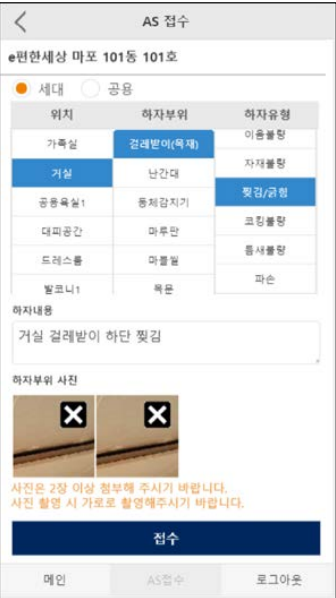 AS 접수
e편한세상 마포 101동 101호
세대 공용
위치 하자부위 하자유형
가족실 걸레받이(목재) 이음불량
거실 난간대 자재불량
공용욕실1 동체감지기 찢김/긁힘
대피공간 마루판 코킹불량
드레스룸 마틀윌 틈새불량
발코니1 목문 파손
하자내용
거실 걸레받이 하단 찢김
하자부위 사진
사진은 2장 이상 첨부해 주시기 바랍니다.
사진 촬영 시 가로로 촬영해주시기 바랍니다.
접수
메인 AS접수 로그아웃